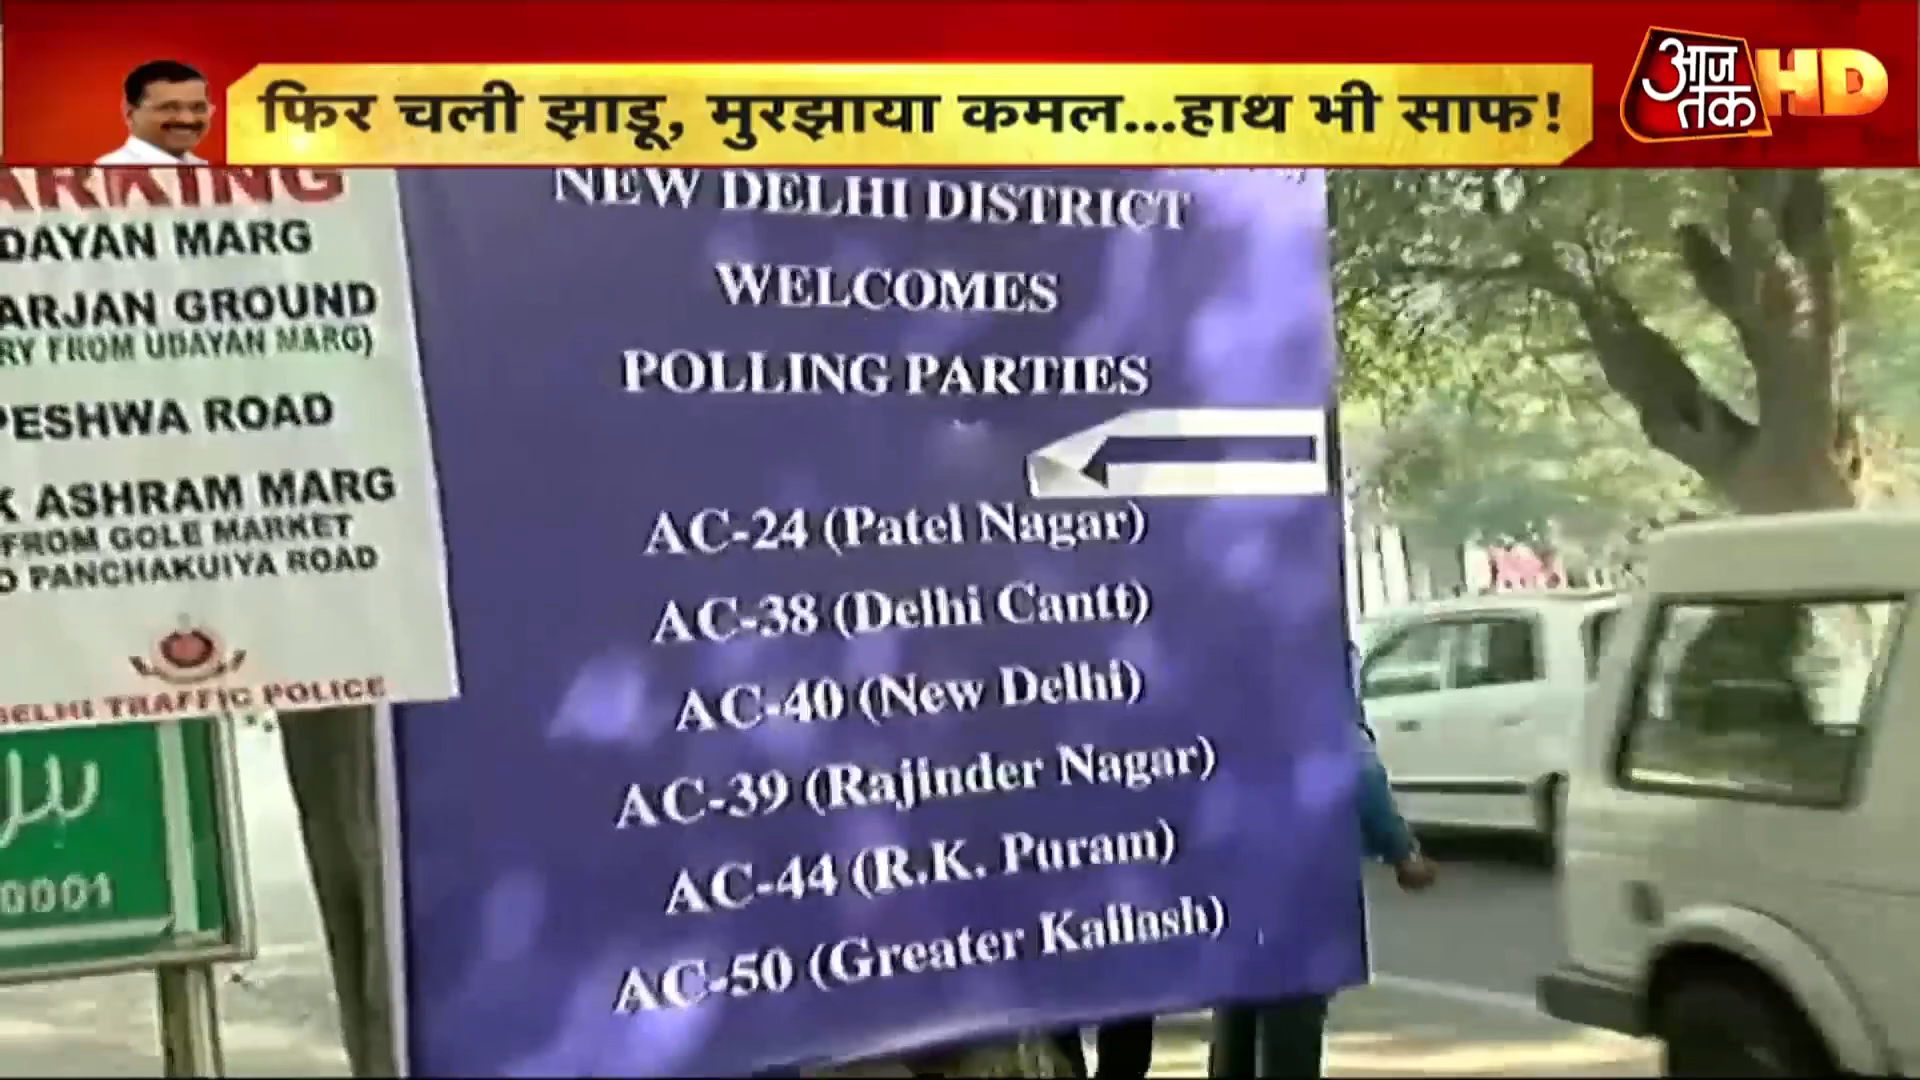 फिर चली झाडू, मुरझाया कमल...हाथ भी साफ!
आज तक HD
ARKING
DAYAN MARG
ARJAN GROUND
RY FROM UDAYAN MARG)
PESHWA ROAD
K ASHRAM MARG
FROM GOLE MARKET
O PANCHAKUIYA ROAD
DELHI TRAFFIC POLICE
0001
NEW DELHI DISTRICT
WELCOMES
POLLING PARTIES
AC-24 (Patel Nagar)
AC-38 (Delhi Cantt)
AC-40 (New Delhi)
AC-39 (Rajinder Nagar)
AC-44 (R.K. Puram)
AC-50 (Greater Kailash)